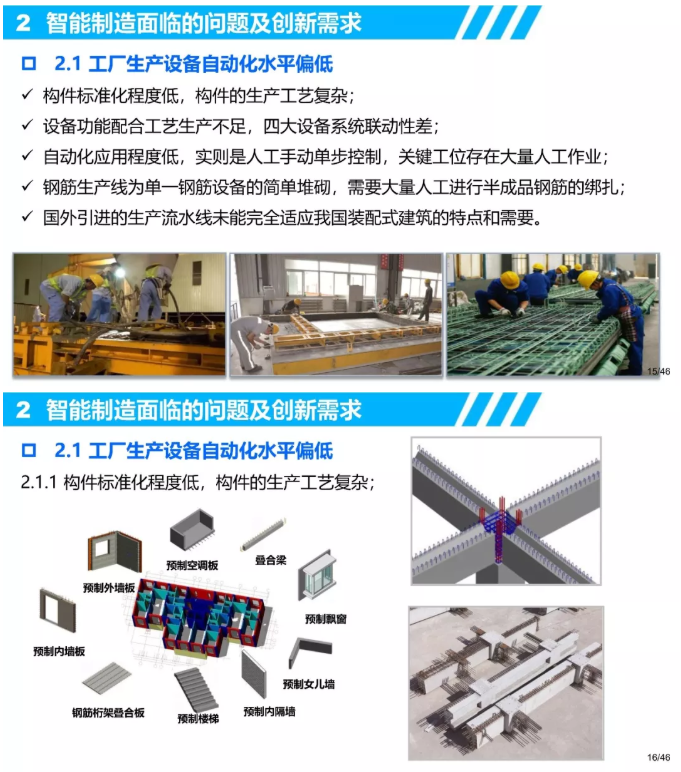 2 智能制造面临的问题及创新需求
2.1 工厂生产设备自动化水平偏低
✓ 构件标准化程度低，构件的生产工艺复杂；
✓ 设备功能配合工艺生产不足，四大设备系统联动性差；
✓ 自动化应用程度低，实则是人工手动单步控制，关键工位存在大量人工作业；
✓ 钢筋生产线为单一钢筋设备的简单堆砌，需要大量人工进行半成品钢筋的绑扎；
✓ 国外引进的生产流水线未能完全适应我国装配式建筑的特点和需要。
15/46
2 智能制造面临的问题及创新需求
2.1 工厂生产设备自动化水平偏低
2.1.1 构件标准化程度低，构件的生产工艺复杂；
预制空调板
叠合梁
预制外墙板
预制飘窗
预制内墙板
预制女儿墙
钢筋桁架叠合板
预制楼梯
预制内隔墙
16/46